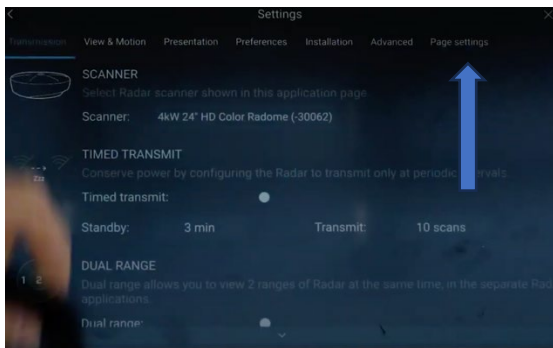 Settings
Transmission View & Motion Presentation Preferences Installation Advanced Page settings
SCANNER
Select Radar scanner shown in this application page
Scanner: 4kW 24" HD Color Radome (-30062)
TIMED TRANSMIT
Conserve power by configuring the Radar to transmit only at periodic intervals
Timed transmit:
Standby: 3 min Transmit: 10 scans
DUAL RANGE
1 2
Dual range allows you to view 2 ranges of Radar at the same time, in the separate Rad
applications.
Dual range: